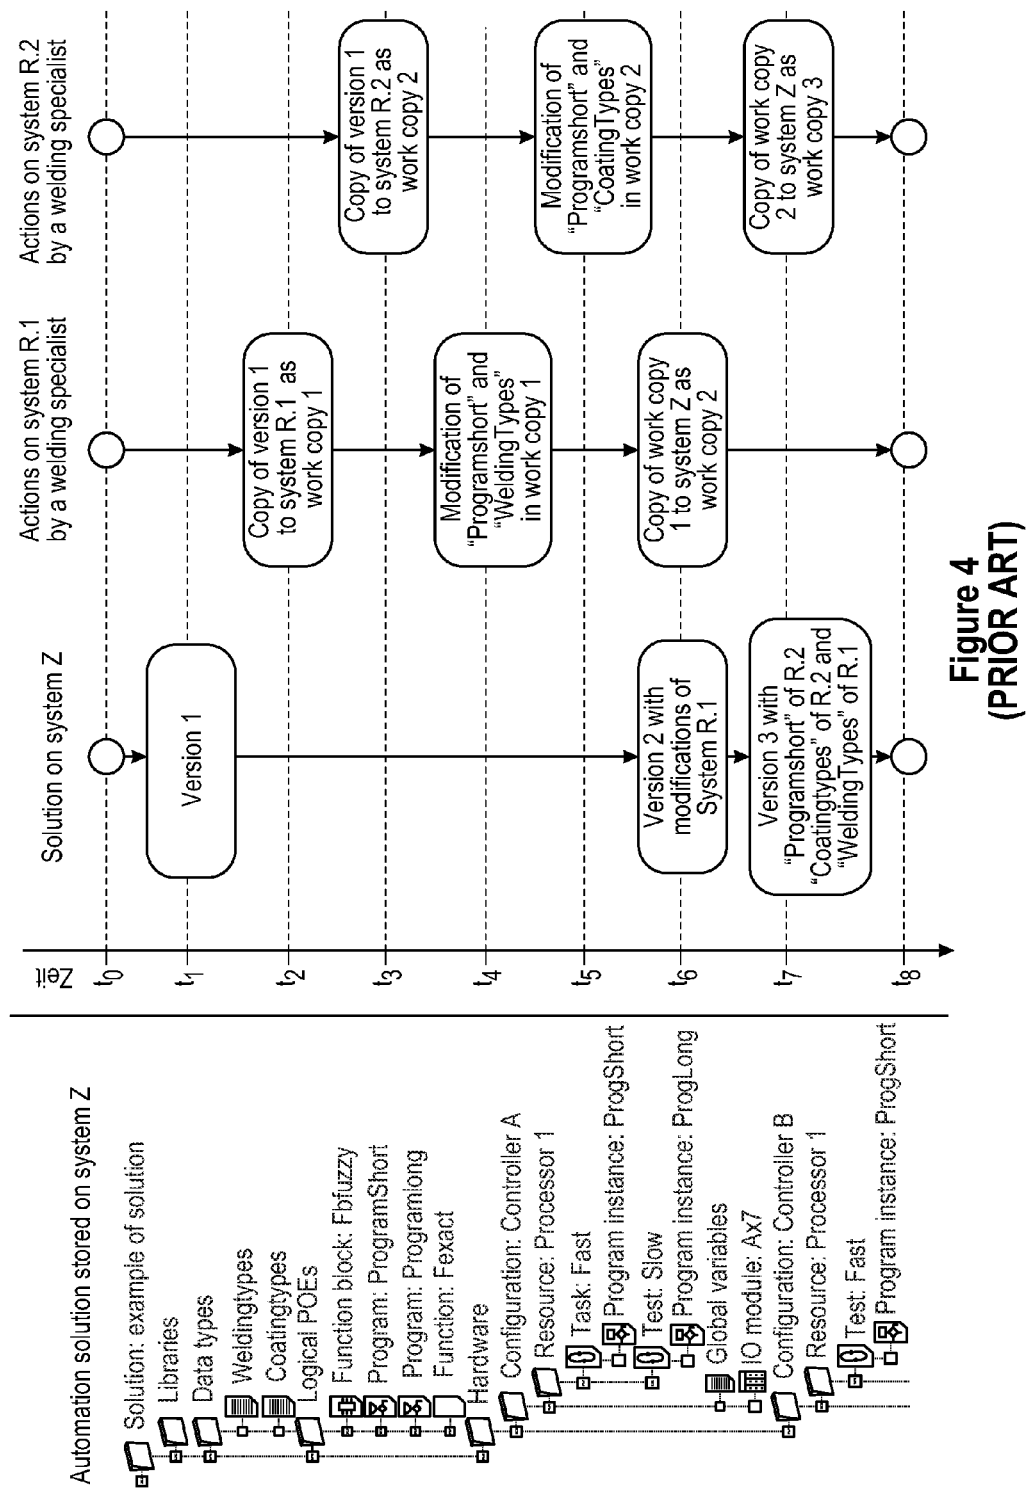 Automation solution stored on system Z
Solution: example of solution
Libraries
Data types
Weldingtypes
Coatingtypes
Logical POEs
Function block: Fbfuzzy
Program: ProgramShort
Program: Programlong
Function: Fexact
Hardware
Configuration: Controller A
Resource: Processor 1
Task: Fast
Program instance: ProgShort
Test: Slow
Program instance: ProgLong
Global variables
IO module: Ax7
Configuration: Controller B
Resource: Processor 1
Test: Fast
Program instance: ProgShort
Zeit
t0
t1
t2
t3
t4
t5
t6
t7
t8
Solution on system Z
Version 1
Version 2 with
modifications of
System R.1
Version 3 with
“Programshort” of R.2
“Coatingtypes” of R.2 and
“WeldingTypes” of R.1
Actions on system R.1
by a welding specialist
Copy of version 1
to system R.1 as
work copy 1
Modification of
“Programshort” and
“WeldingTypes”
in work copy 1
Copy of work copy
1 to system Z as
work copy 2
Actions on system R.2
by a welding specialist
Copy of version 1
to system R.2 as
work copy 2
Modification of
“Programshort” and
“CoatingTypes”
in work copy 2
Copy of work copy
2 to system Z as
work copy 3
Figure 4
(PRIOR ART)